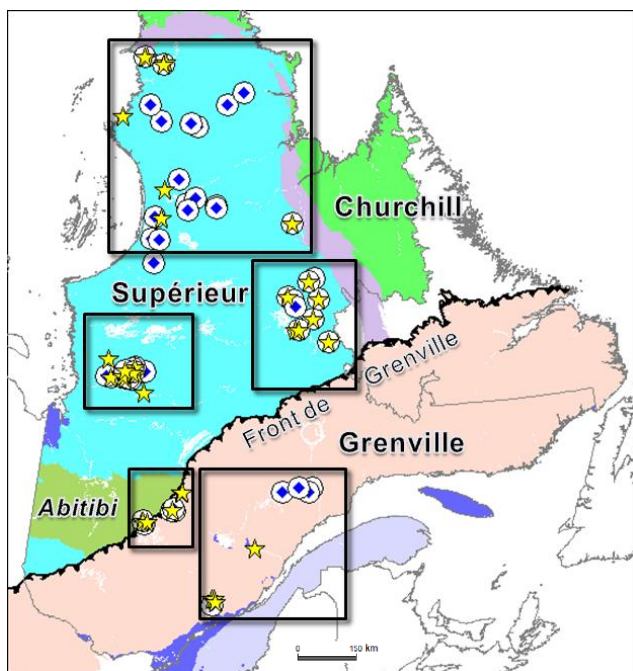 Churchill
Supérieur
Front de Grenville
Grenville
Abitibi
0 150 km